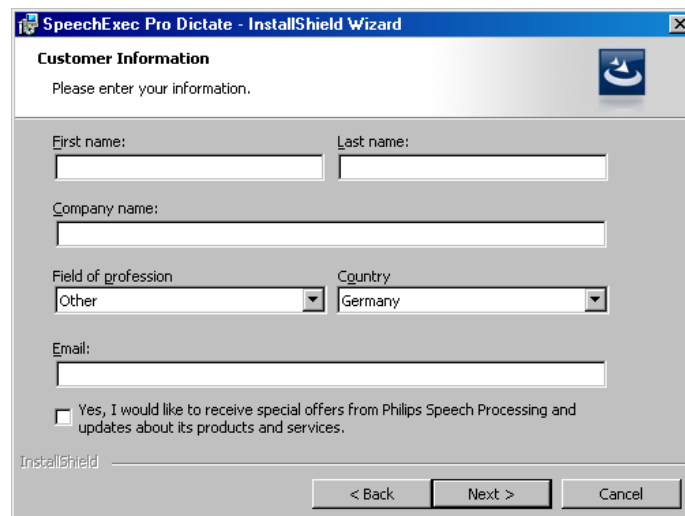 SpeechExec Pro Dictate - InstallShield Wizard
Customer Information
Please enter your information.
First name:
Last name:
Company name:
Field of profession
Country
Other
Germany
Email:
Yes, I would like to receive special offers from Philips Speech Processing and
updates about its products and services.
InstallShield
< Back
Next >
Cancel